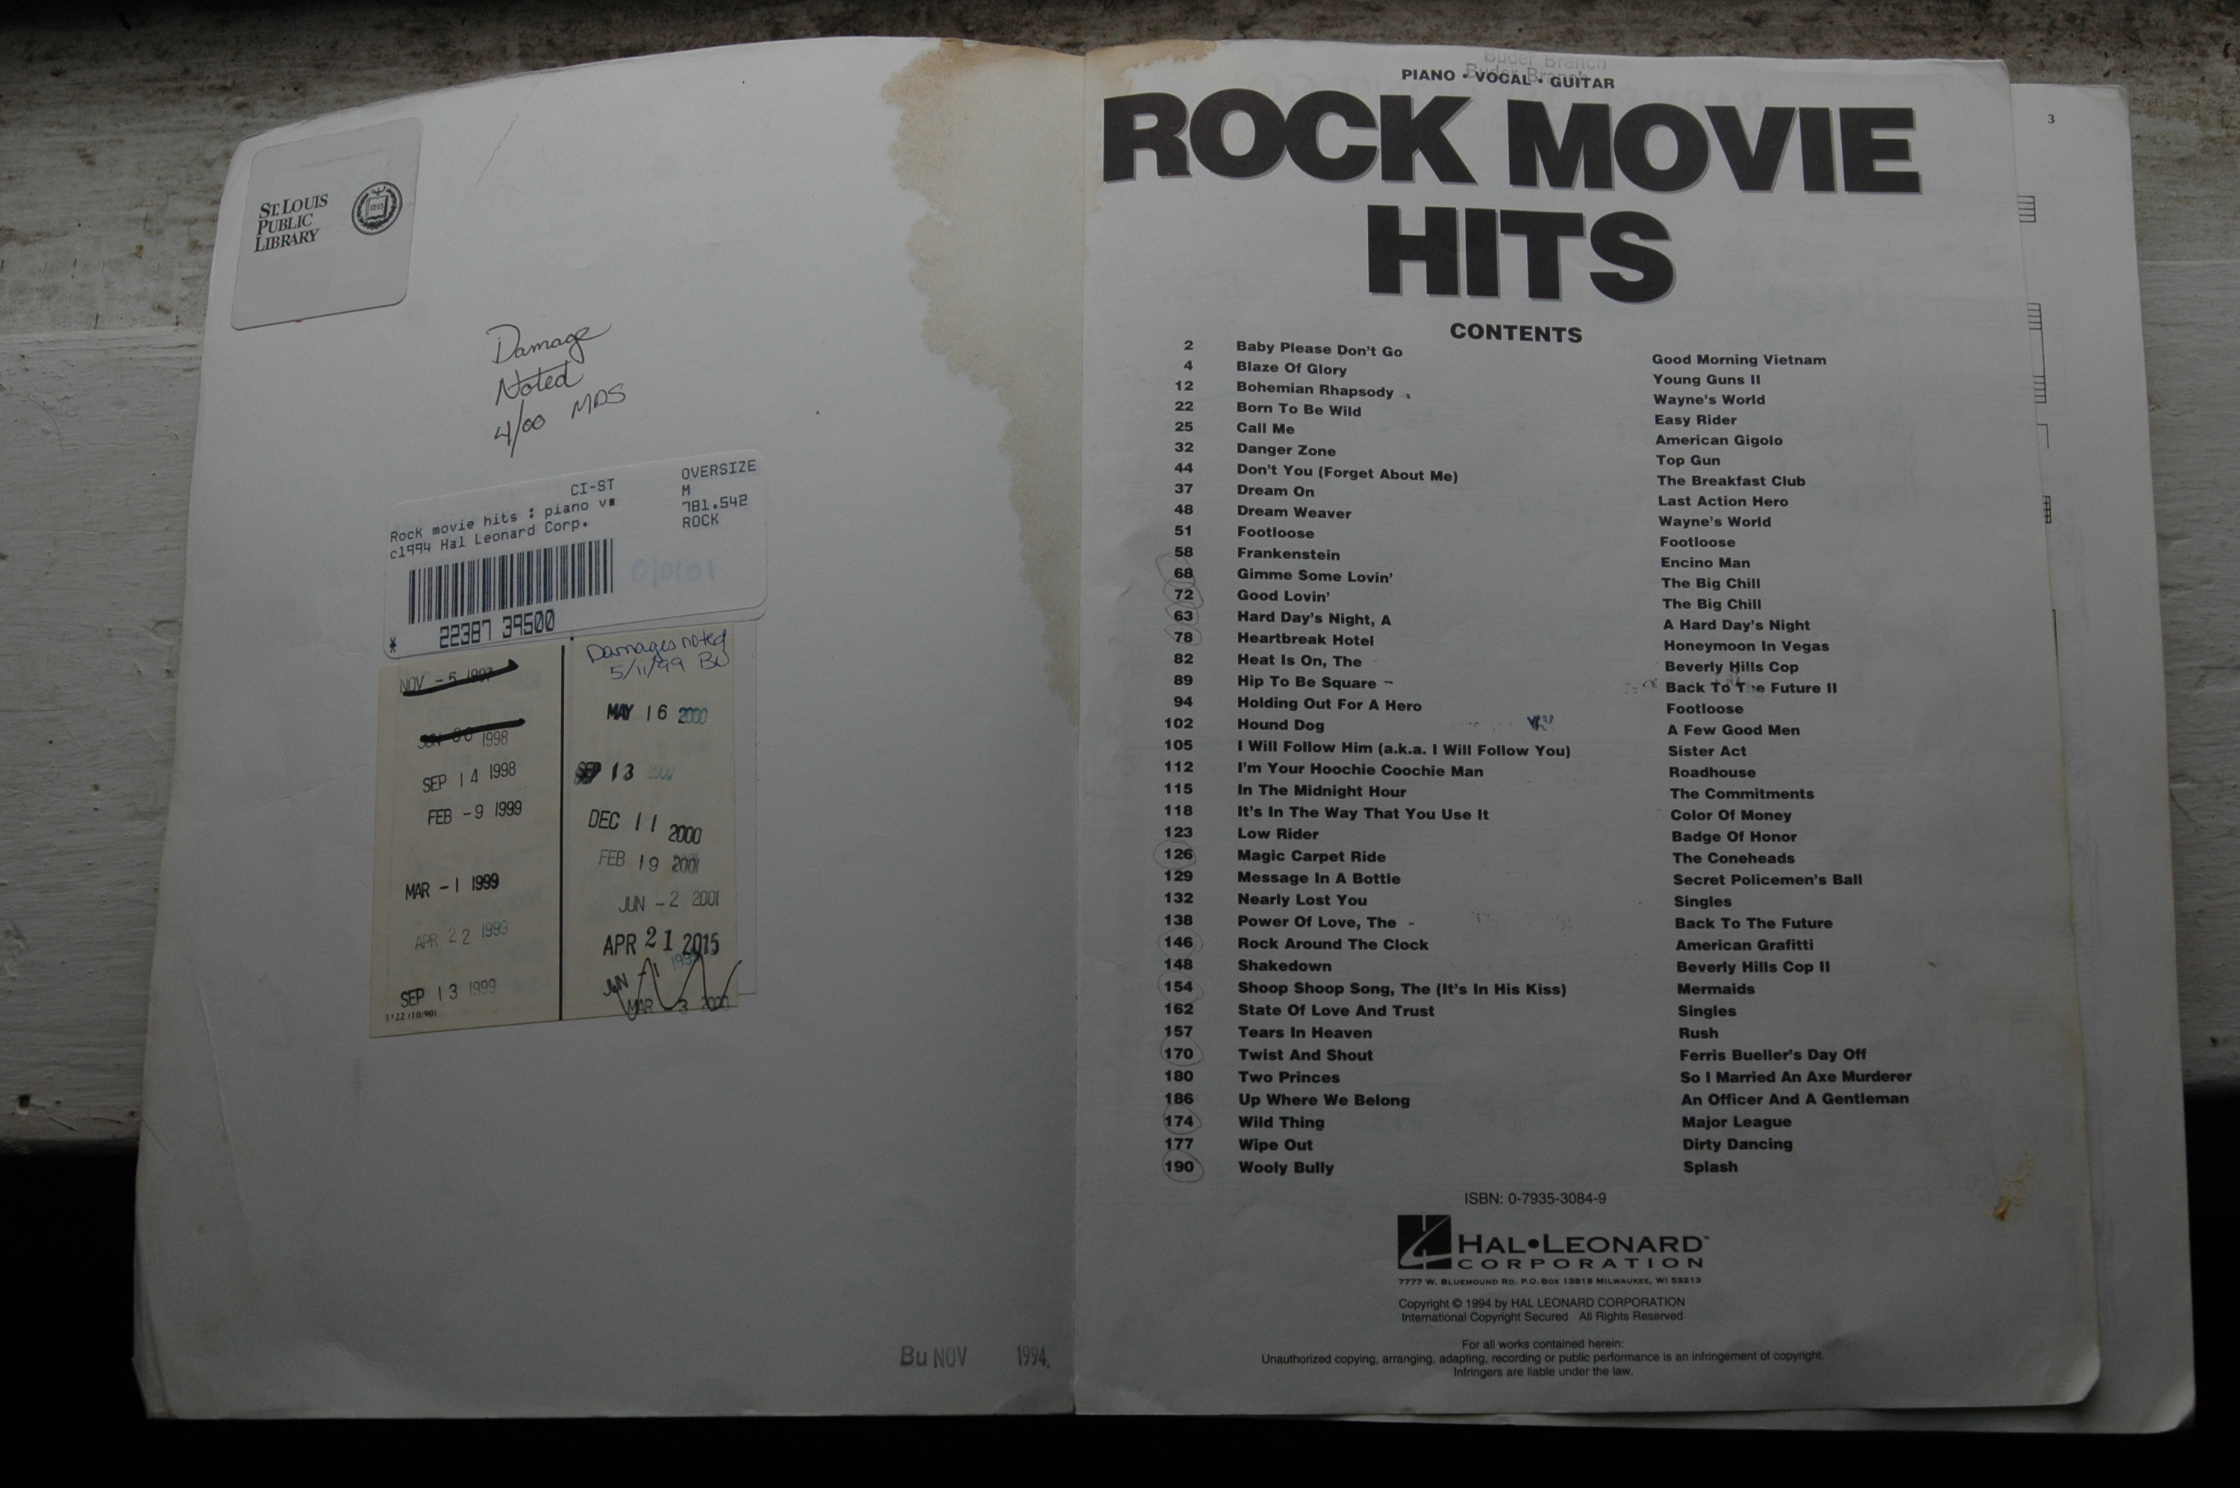 ST. LOUIS
PUBLIC
LIBRARY
Damage
Noted
4/00 MDS
CI-ST OVERSIZE
M
Rock movie hits : piano v 781.542
c1994 Hal Leonard Corp. ROCK
22387 39500
NOV - 5 1997
1998
SEP 14 1998
FEB - 9 1999
MAR - 1 1999
APR 22 1999
SEP 13 1999
1122 (10/90)
Damages noted
5/11/99 Bu
MAY 16 2000
SEP 13 2000
DEC 11 2000
FEB 19 2001
JUN - 2 2001
APR 21 2015
JUN
MAR 3 2000
Bu NOV 1994
Buder Branch
Buder Branch
PIANO • VOCAL • GUITAR
ROCK MOVIE
HITS
CONTENTS
2 Baby Please Don't Go Good Morning Vietnam
4 Blaze Of Glory Young Guns II
12 Bohemian Rhapsody Wayne's World
22 Born To Be Wild Easy Rider
25 Call Me American Gigolo
32 Danger Zone Top Gun
44 Don't You (Forget About Me) The Breakfast Club
37 Dream On Last Action Hero
48 Dream Weaver Wayne's World
51 Footloose Footloose
58 Frankenstein Encino Man
68 Gimme Some Lovin' The Big Chill
72 Good Lovin' The Big Chill
63 Hard Day's Night, A A Hard Day's Night
78 Heartbreak Hotel Honeymoon In Vegas
82 Heat Is On, The Beverly Hills Cop
89 Hip To Be Square Back To The Future II
94 Holding Out For A Hero Footloose
102 Hound Dog A Few Good Men
105 I Will Follow Him (a.k.a. I Will Follow You) Sister Act
112 I'm Your Hoochie Coochie Man Roadhouse
115 In The Midnight Hour The Commitments
118 It's In The Way That You Use It Color Of Money
123 Low Rider Badge Of Honor
126 Magic Carpet Ride The Coneheads
129 Message In A Bottle Secret Policemen's Ball
132 Nearly Lost You Singles
138 Power Of Love, The Back To The Future
146 Rock Around The Clock American Grafitti
148 Shakedown Beverly Hills Cop II
154 Shoop Shoop Song, The (It's In His Kiss) Mermaids
162 State Of Love And Trust Singles
157 Tears In Heaven Rush
170 Twist And Shout Ferris Bueller's Day Off
180 Two Princes So I Married An Axe Murderer
186 Up Where We Belong An Officer And A Gentleman
174 Wild Thing Major League
177 Wipe Out Dirty Dancing
190 Wooly Bully Splash
ISBN: 0-7935-3084-9
HAL•LEONARD™
CORPORATION
7777 W. BLUEMOUND RD. P.O. BOX 13819 MILWAUKEE, WI 53213
Copyright © 1994 by HAL LEONARD CORPORATION
International Copyright Secured All Rights Reserved
For all works contained herein:
Unauthorized copying, arranging, adapting, recording or public performance is an infringement of copyright.
Infringers are liable under the law.
3